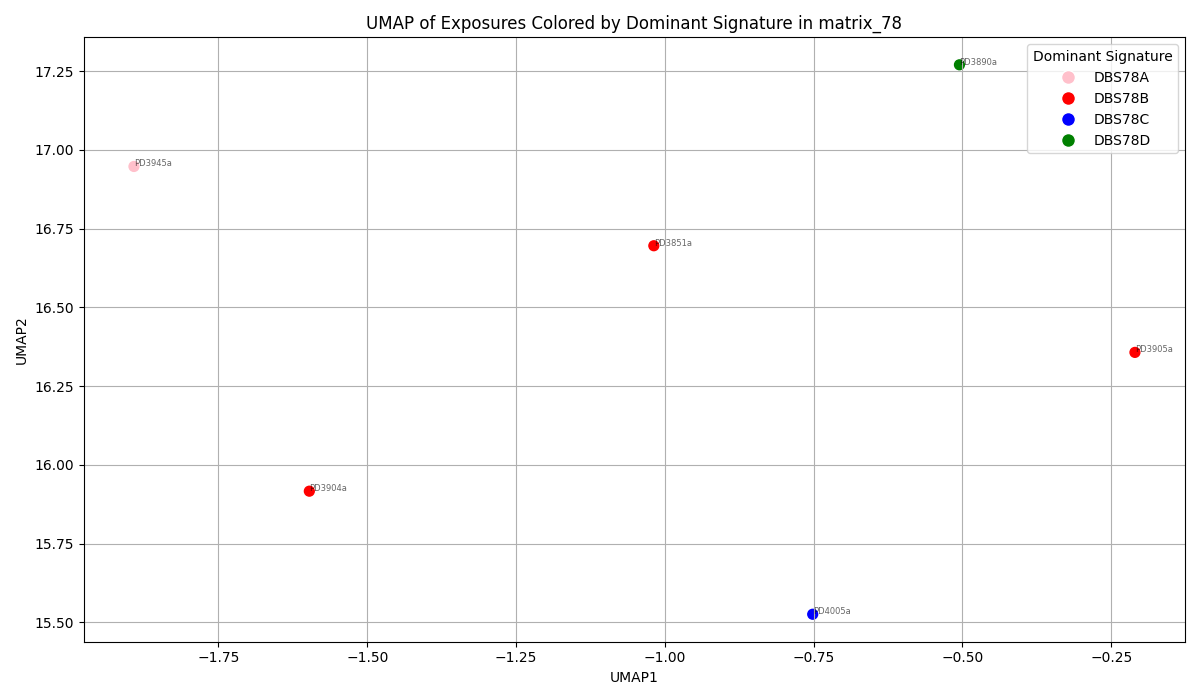 UMAP of Exposures Colored by Dominant Signature in matrix_78
UMAP2
17.25
17.00
16.75
16.50
16.25
16.00
15.75
15.50
PD3890a
PD3945a
PD3851a
PD3905a
PD3904a
PD4005a
Dominant Signature
DBS78A
DBS78B
DBS78C
DBS78D
−1.75
−1.50
−1.25
−1.00
−0.75
−0.50
−0.25
UMAP1